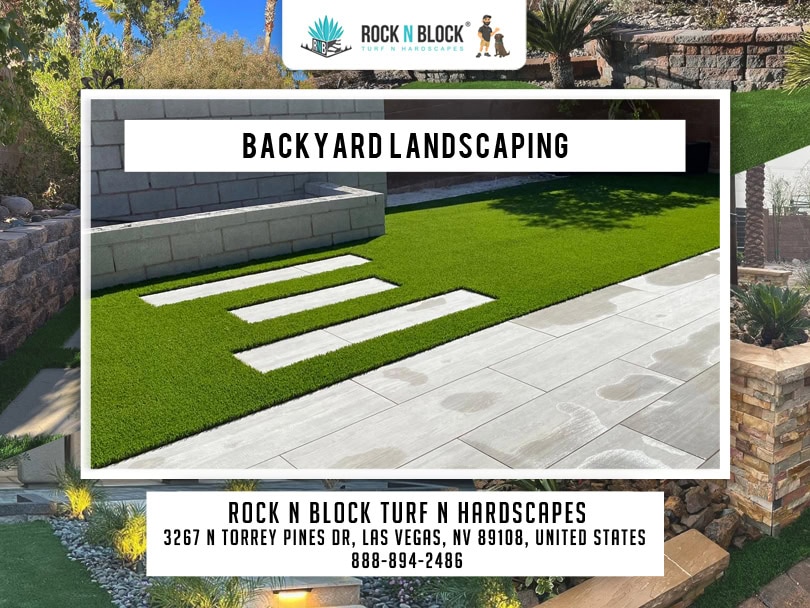 RNB
ROCK N BLOCK®
TURF N HARDSCAPES
BACKYARD LANDSCAPING
ROCK N BLOCK TURF N HARDSCAPES
3267 N TORREY PINES DR, LAS VEGAS, NV 89108, UNITED STATES
888-894-2486